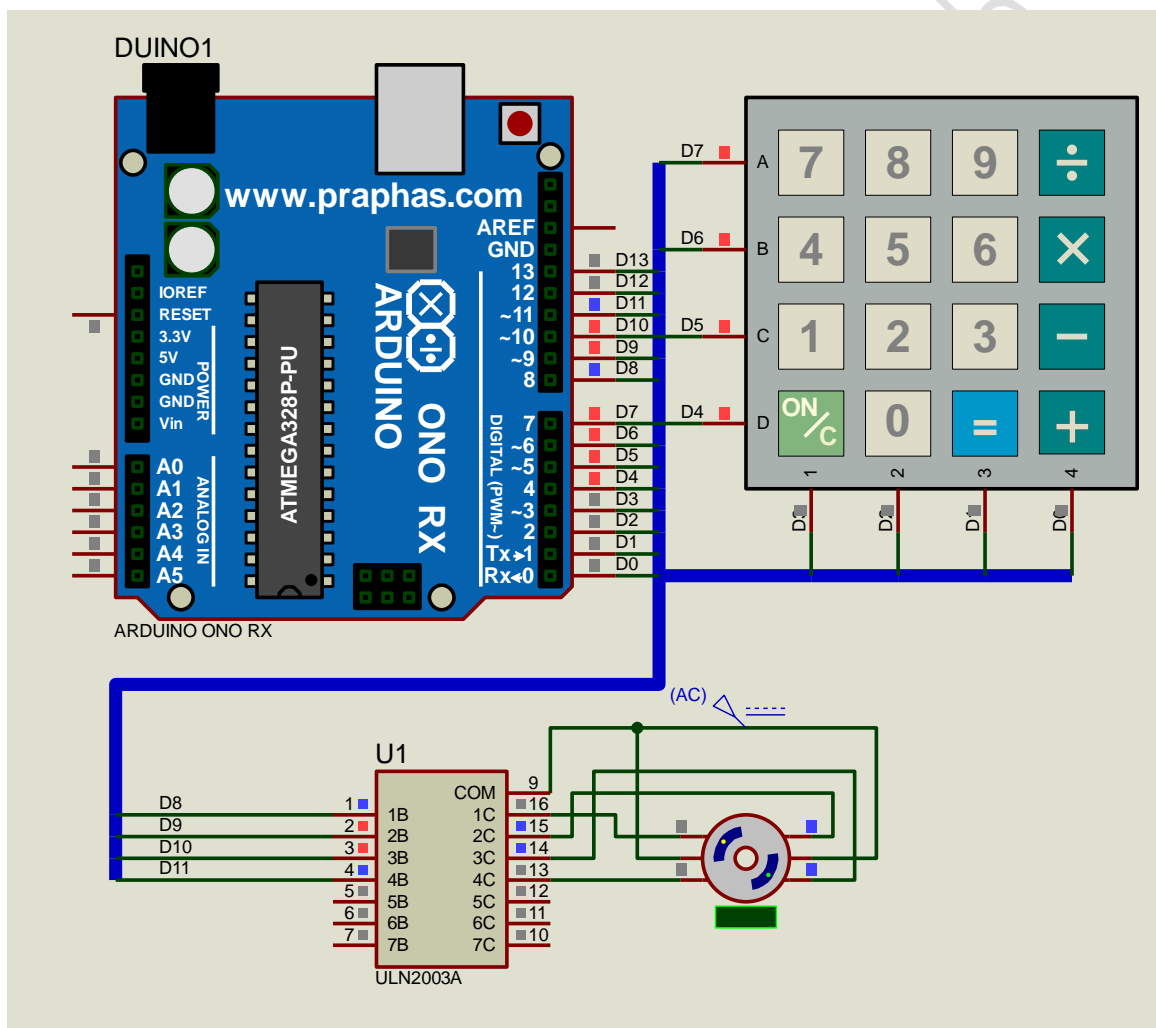 DUINO1
www.praphas.com
AREF
GND
13
12
~11
~10
~9
8
7
~6
~5
4
~3
2
Tx 1
Rx 0
IOREF
RESET
3.3V
5V
GND
GND
Vin
POWER
A0
A1
A2
A3
A4
A5
ANALOG IN
ATMEGA328P-PU
ARDUINO
ONO RX
DIGITAL (PWM~)
ARDUINO ONO RX
D13
D12
D11
D10
D9
D8
D7
D6
D5
D4
D3
D2
D1
D0
D7 A 7 8 9 ÷
D6 B 4 5 6 ×
D5 C 1 2 3 −
D4 D ON/C 0 = +
1 2 3 4
D3 D2 D1 D0
(AC)
U1
D8 1 1B
D9 2 2B
D10 3 3B
D11 4 4B
5 5B
6 6B
7 7B
COM 9
1C 16
2C 15
3C 14
4C 13
5C 12
6C 11
7C 10
ULN2003A